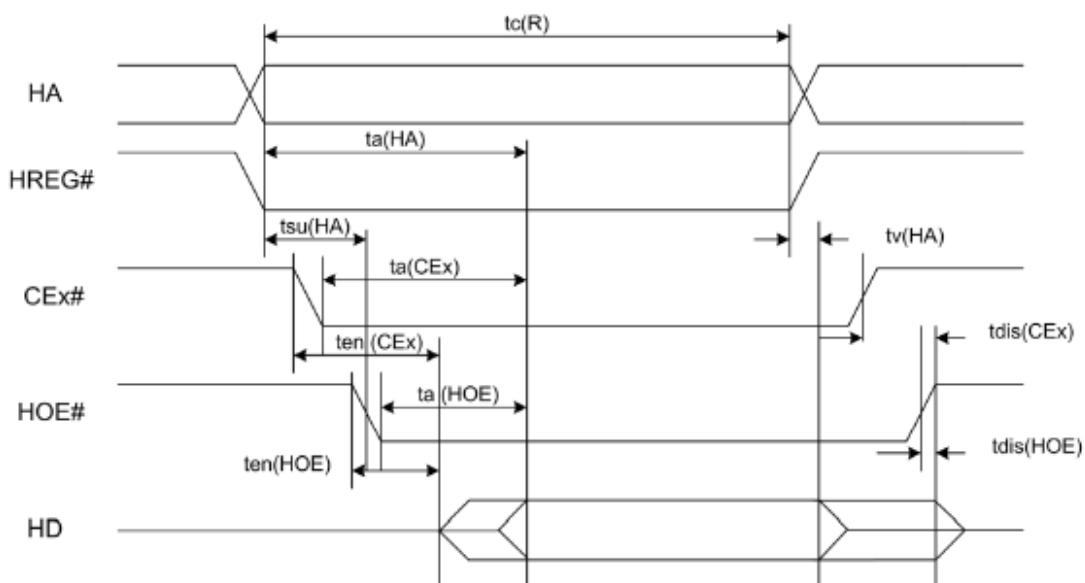 tc(R)
HA
ta(HA)
HREG#
tsu(HA)
tv(HA)
ta(CEx)
CEx#
ten (CEx)
tdis(CEx)
ta (HOE)
HOE#
tdis(HOE)
ten(HOE)
HD